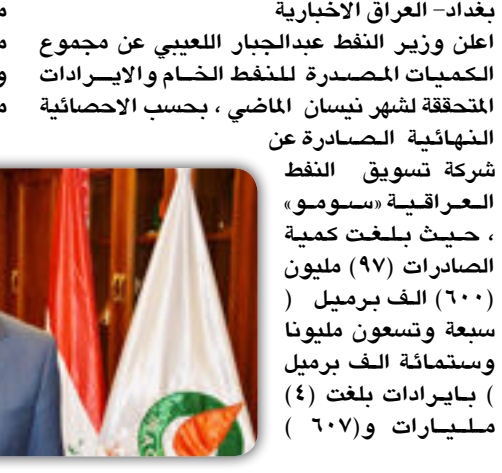 بغداد- العراق الاخبارية
اعلن وزير النفط عبدالجبار اللعيبي عن مجموع
الكميات المصدرة للنفط الخام والايرادات
المتحققة لشهر نيسان الماضي ، بحسب الاحصائية
النهائية الصادرة عن
شركة تسويق النفط
العراقية «سومو»
، حيث بلغت كمية
الصادرات (٩٧) مليون
(٦٠٠) الف برميل (
سبعة وتسعون مليونا
وستمائة الف برميل
) بايرادات بلغت (٤)
مليارات و(٦٠٧ )